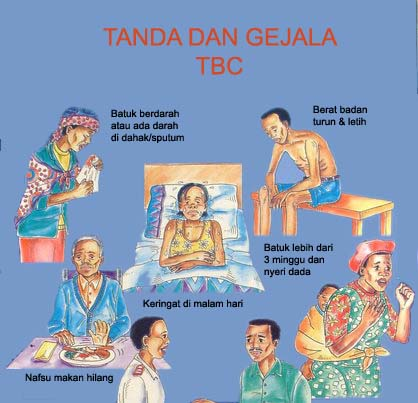 TANDA DAN GEJALA
TBC
Batuk berdarah
atau ada darah
di dahak/sputum
Berat badan
turun & letih
Batuk lebih dari
3 minggu dan
nyeri dada
Keringat di malam hari
Nafsu makan hilang